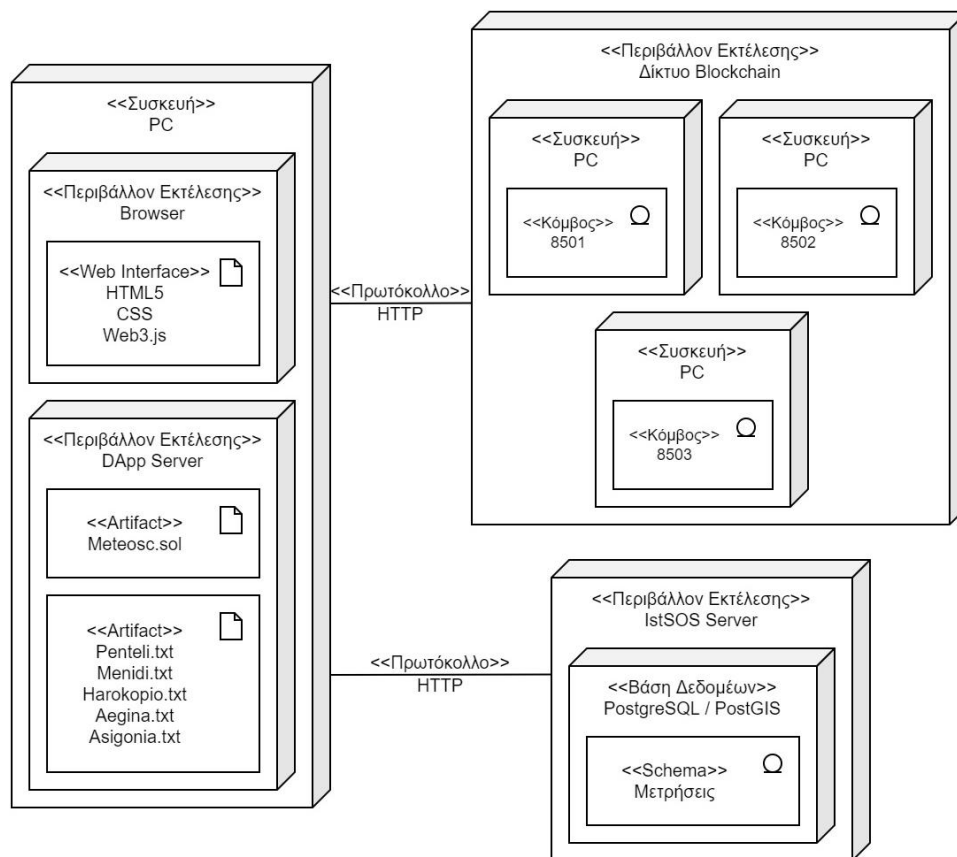 <<Συσκευή>>
PC
<<Περιβάλλον Εκτέλεσης>>
Browser
<<Web Interface>>
HTML5
CSS
Web3.js
<<Περιβάλλον Εκτέλεσης>>
DApp Server
<<Artifact>>
Meteosc.sol
<<Artifact>>
Penteli.txt
Menidi.txt
Harokopio.txt
Aegina.txt
Asigonia.txt
<<Πρωτόκολλο>>
HTTP
<<Περιβάλλον Εκτέλεσης>>
Δίκτυο Blockchain
<<Συσκευή>>
PC
<<Κόμβος>>
8501
<<Συσκευή>>
PC
<<Κόμβος>>
8502
<<Συσκευή>>
PC
<<Κόμβος>>
8503
<<Πρωτόκολλο>>
HTTP
<<Περιβάλλον Εκτέλεσης>>
IstSOS Server
<<Βάση Δεδομένων>>
PostgreSQL / PostGIS
<<Schema>>
Μετρήσεις